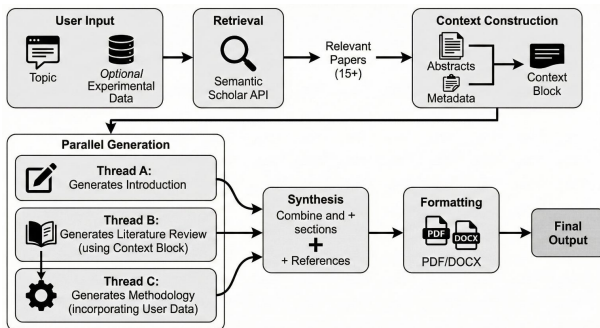 User Input
Topic
Optional
Experimental
Data
Retrieval
Semantic
Scholar API
Relevant
Papers
(15+)
Context Construction
Abstracts
Metadata
Context
Block
Parallel Generation
Thread A:
Generates Introduction
Thread B:
Generates Literature Review
(using Context Block)
Thread C:
Generates Methodology
(incorporating User Data)
Synthesis
Combine and +
sections
+
+ References
Formatting
PDF
DOCX
PDF/DOCX
Final
Output